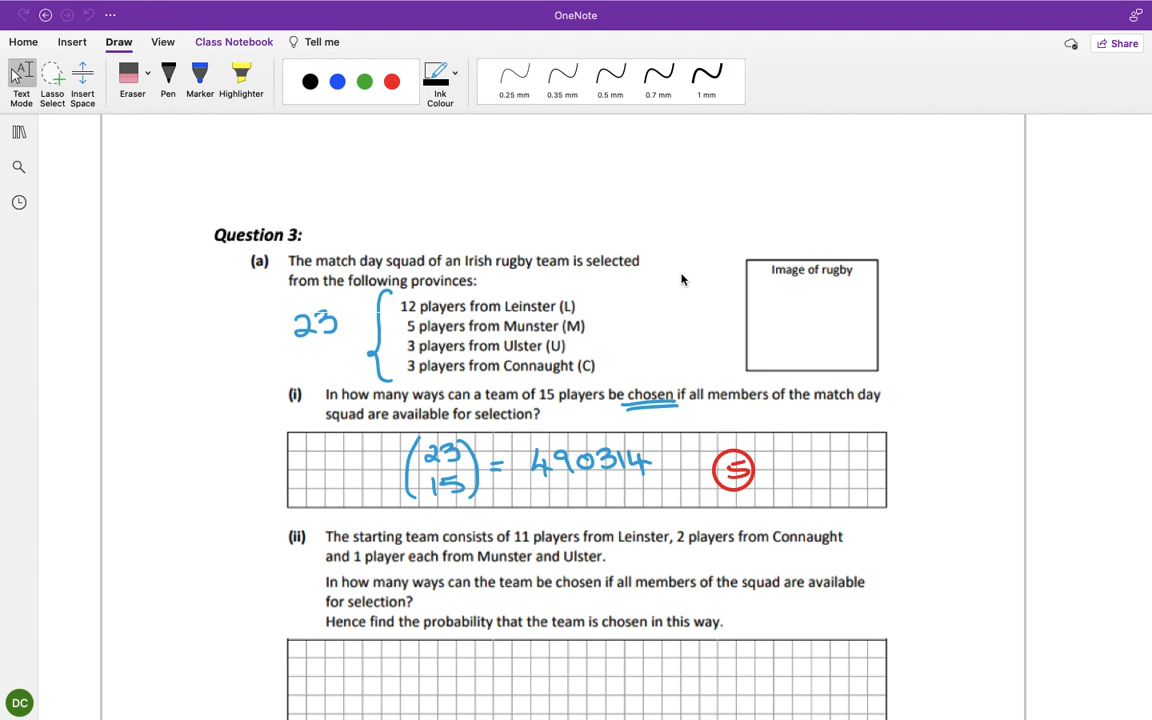 OneNote
Home Insert Draw View Class Notebook Tell me
Share
Text Mode
Lasso Select
Insert Space
Eraser
Pen
Marker
Highlighter
Ink Colour
0.25 mm
0.35 mm
0.5 mm
0.7 mm
1 mm
Question 3:
(a) The match day squad of an Irish rugby team is selected
from the following provinces:
Image of rugby
23
12 players from Leinster (L)
5 players from Munster (M)
3 players from Ulster (U)
3 players from Connaught (C)
(i) In how many ways can a team of 15 players be chosen if all members of the match day
squad are available for selection?
(23
15) = 490314
5
(ii) The starting team consists of 11 players from Leinster, 2 players from Connaught
and 1 player each from Munster and Ulster.
In how many ways can the team be chosen if all members of the squad are available
for selection?
Hence find the probability that the team is chosen in this way.
DC